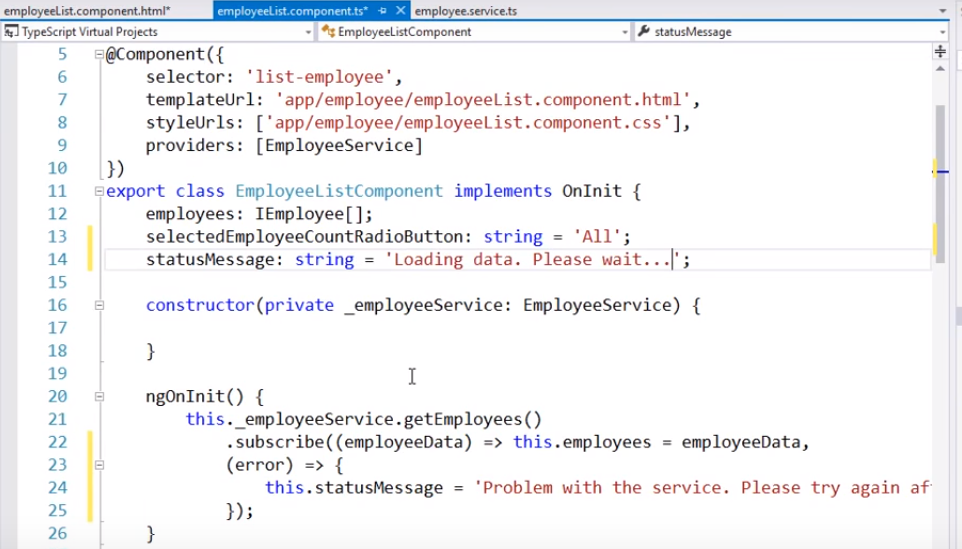 employeeList.component.html* employeeList.component.ts* employee.service.ts
TypeScript Virtual Projects EmployeeListComponent statusMessage
5 @Component({
6 selector: 'list-employee',
7 templateUrl: 'app/employee/employeeList.component.html',
8 styleUrls: ['app/employee/employeeList.component.css'],
9 providers: [EmployeeService]
10 })
11 export class EmployeeListComponent implements OnInit {
12 employees: IEmployee[];
13 selectedEmployeeCountRadioButton: string = 'All';
14 statusMessage: string = 'Loading data. Please wait...';
15
16 constructor(private _employeeService: EmployeeService) {
17
18 }
19
20 ngOnInit() {
21 this._employeeService.getEmployees()
22 .subscribe((employeeData) => this.employees = employeeData,
23 (error) => {
24 this.statusMessage = 'Problem with the service. Please try again af
25 });
26 }